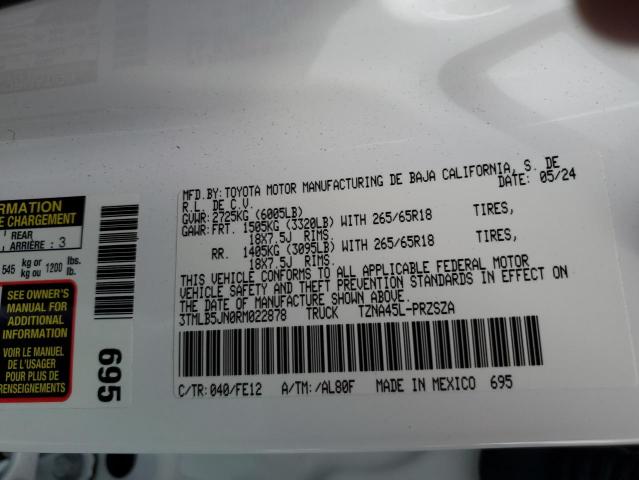 MFD.BY: TOYOTA MOTOR MANUFACTURING DE BAJA CALIFORNIA, S. DE
R.L. DE C.V. DATE: 05/24
GVWR: 2725KG (6005LB)
GAWR: FRT. 1505KG (3320LB) WITH 265/65R18 TIRES,
18X7.5J RIMS.
RR. 1405KG (3095LB) WITH 265/65R18 TIRES,
18X7.5J RIMS.
THIS VEHICLE CONFORMS TO ALL APPLICABLE FEDERAL MOTOR
VEHICLE SAFETY AND THEFT PREVENTION STANDARDS IN EFFECT ON
THE DATE OF MANUFACTURE SHOWN ABOVE.
3TMLB5JN0RM022878 TRUCK TZNA45L-PRZSZA
C/TR: 040/FE12 A/TM: /AL80F MADE IN MEXICO 695
REAR
ARRIÈRE : 3
545 kg or 1200 lbs.
kg ou lb.
SEE OWNER'S
MANUAL FOR
ADDITIONAL
INFORMATION
VOIR LE MANUEL
DE L'USAGER
POUR PLUS DE
RENSEIGNEMENTS
695